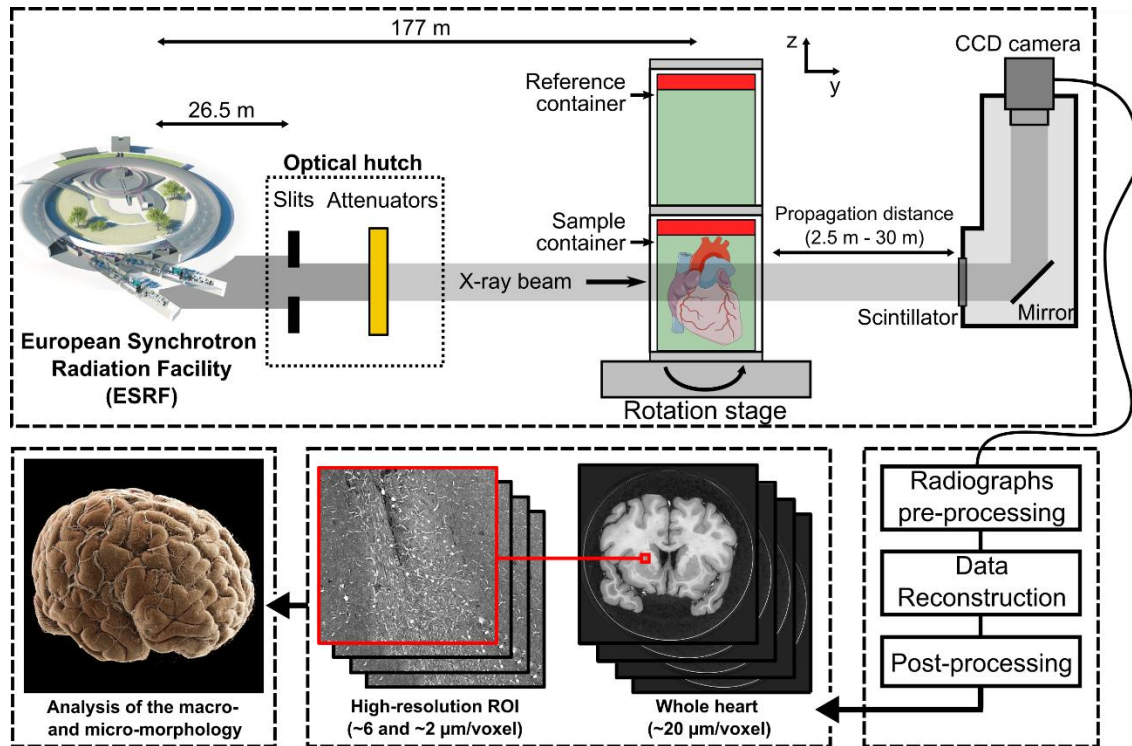 177 m
z
y
CCD camera
Reference
container
26.5 m
Optical hutch
Slits
Attenuators
Sample
container
Propagation distance
(2.5 m - 30 m)
X-ray beam
Scintillator
Mirror
European Synchrotron
Radiation Facility
(ESRF)
Rotation stage
Radiographs
pre-processing
Data
Reconstruction
Post-processing
Analysis of the macro-
and micro-morphology
High-resolution ROI
(~6 and ~2 µm/voxel)
Whole heart
(~20 µm/voxel)